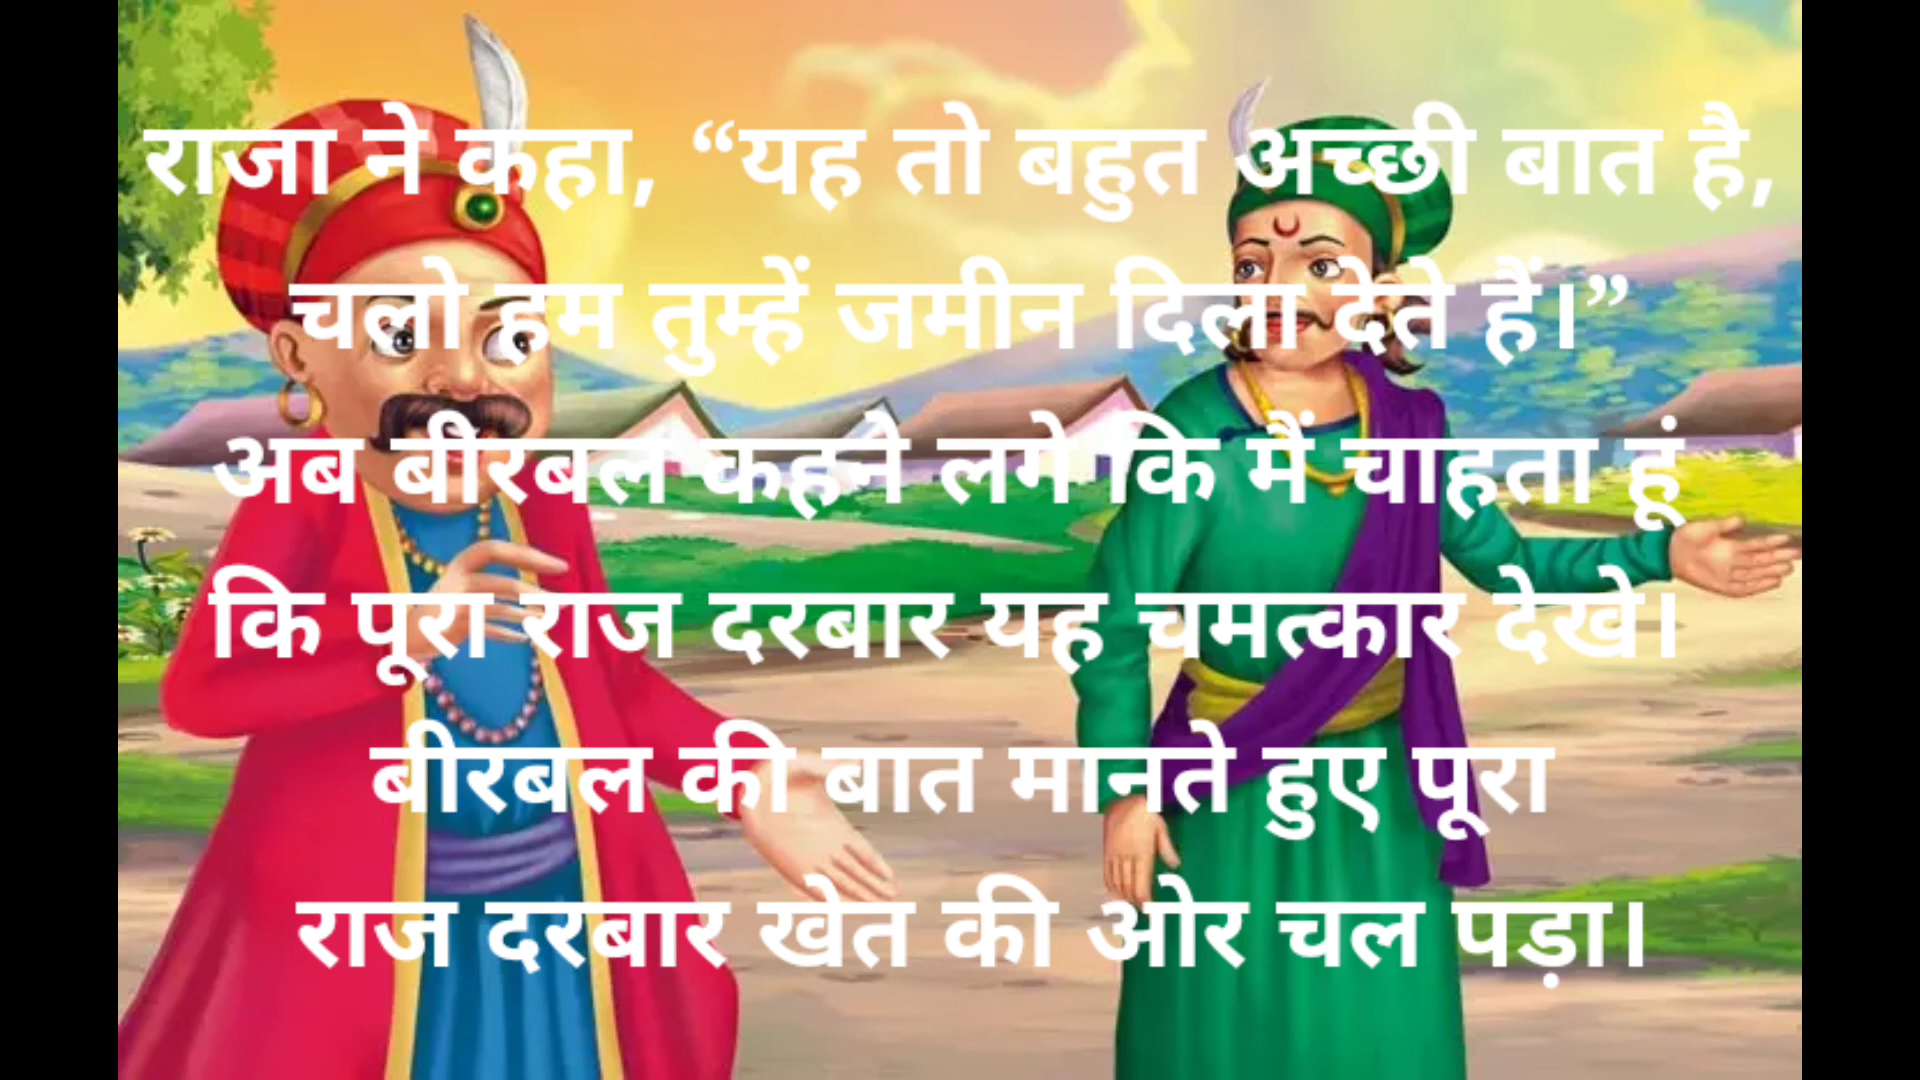 राजा ने कहा, “यह तो बहुत अच्छी बात है,
चलो हम तुम्हें जमीन दिला देते हैं।”
अब बीरबल कहने लगे कि मैं चाहता हूं
कि पूरा राज दरबार यह चमत्कार देखे।
बीरबल की बात मानते हुए पूरा
राज दरबार खेत की ओर चल पड़ा।